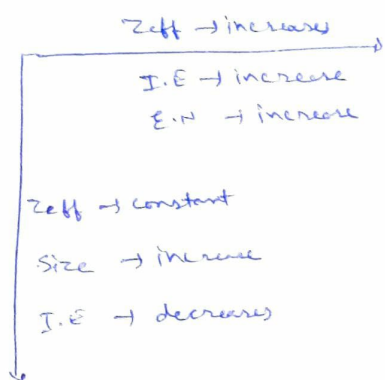 Zeff → increases
I.E → increase
E.N → increase
Zeff → constant
Size → increase
I.E → decreases